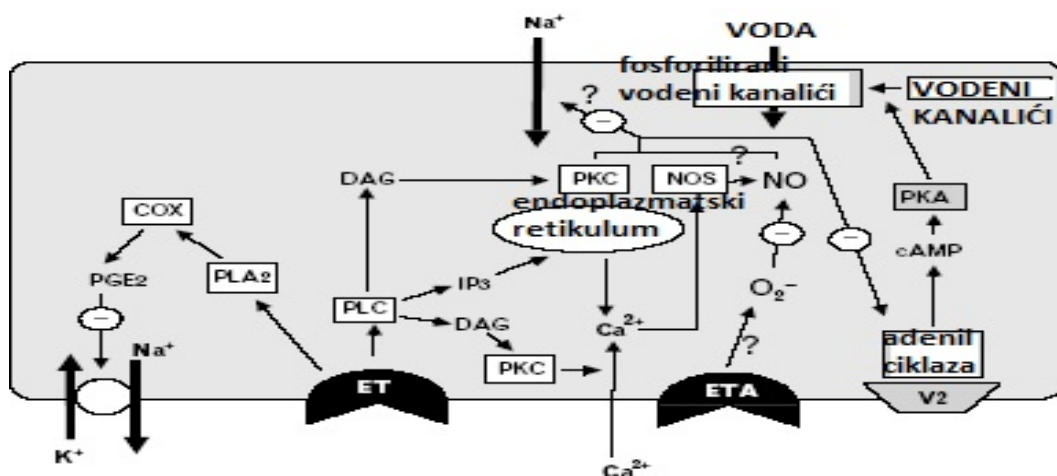 Na⁺
VODA
fosforilirani
vodeni kanalići
VODENI
KANALIĆI
?
−
?
DAG
PKC
NOS
NO
PKA
endoplazmatski
retikulum
COX
−
−
cAMP
PGE2
PLA2
IP3
O₂⁻
PLC
DAG
Ca²⁺
−
Na⁺
?
adenil
ciklaza
PKC
ET
ETA
V2
K⁺
Ca²⁺